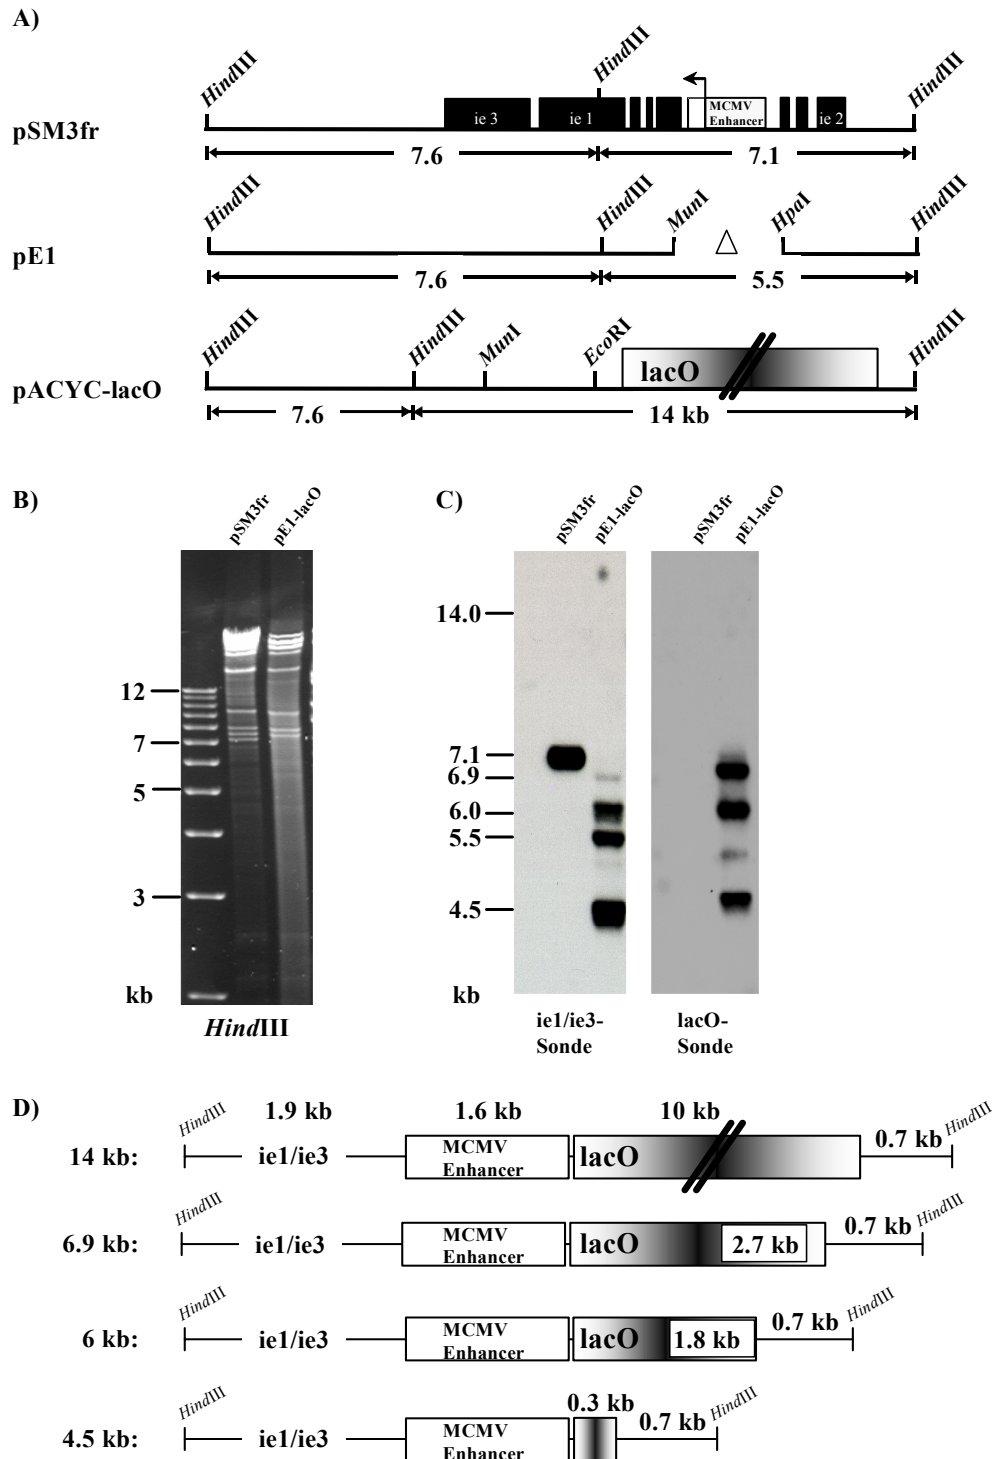 A)
HindIII
HindIII
HindIII
pSM3fr
ie 3
ie 1
MCMV
Enhancer
ie 2
7.6
7.1
HindIII
HindIII
MunI
HpaI
HindIII
pE1
Δ
7.6
5.5
HindIII
HindIII
MunI
EcoRI
HindIII
pACYC-lacO
lacO
7.6
14 kb
B)
pSM3fr
pE1-lacO
12
7
5
3
kb
HindIII
C)
pSM3fr
pE1-lacO
pSM3fr
pE1-lacO
14.0
7.1
6.9
6.0
5.5
4.5
kb
ie1/ie3-
Sonde
lacO-
Sonde
D)
1.9 kb
1.6 kb
10 kb
14 kb:
HindIII
ie1/ie3
MCMV
Enhancer
lacO
0.7 kb
HindIII
6.9 kb:
HindIII
ie1/ie3
MCMV
Enhancer
lacO
2.7 kb
0.7 kb
HindIII
6 kb:
HindIII
ie1/ie3
MCMV
Enhancer
lacO
1.8 kb
0.7 kb
HindIII
4.5 kb:
HindIII
ie1/ie3
MCMV
Enhancer
0.3 kb
0.7 kb
HindIII